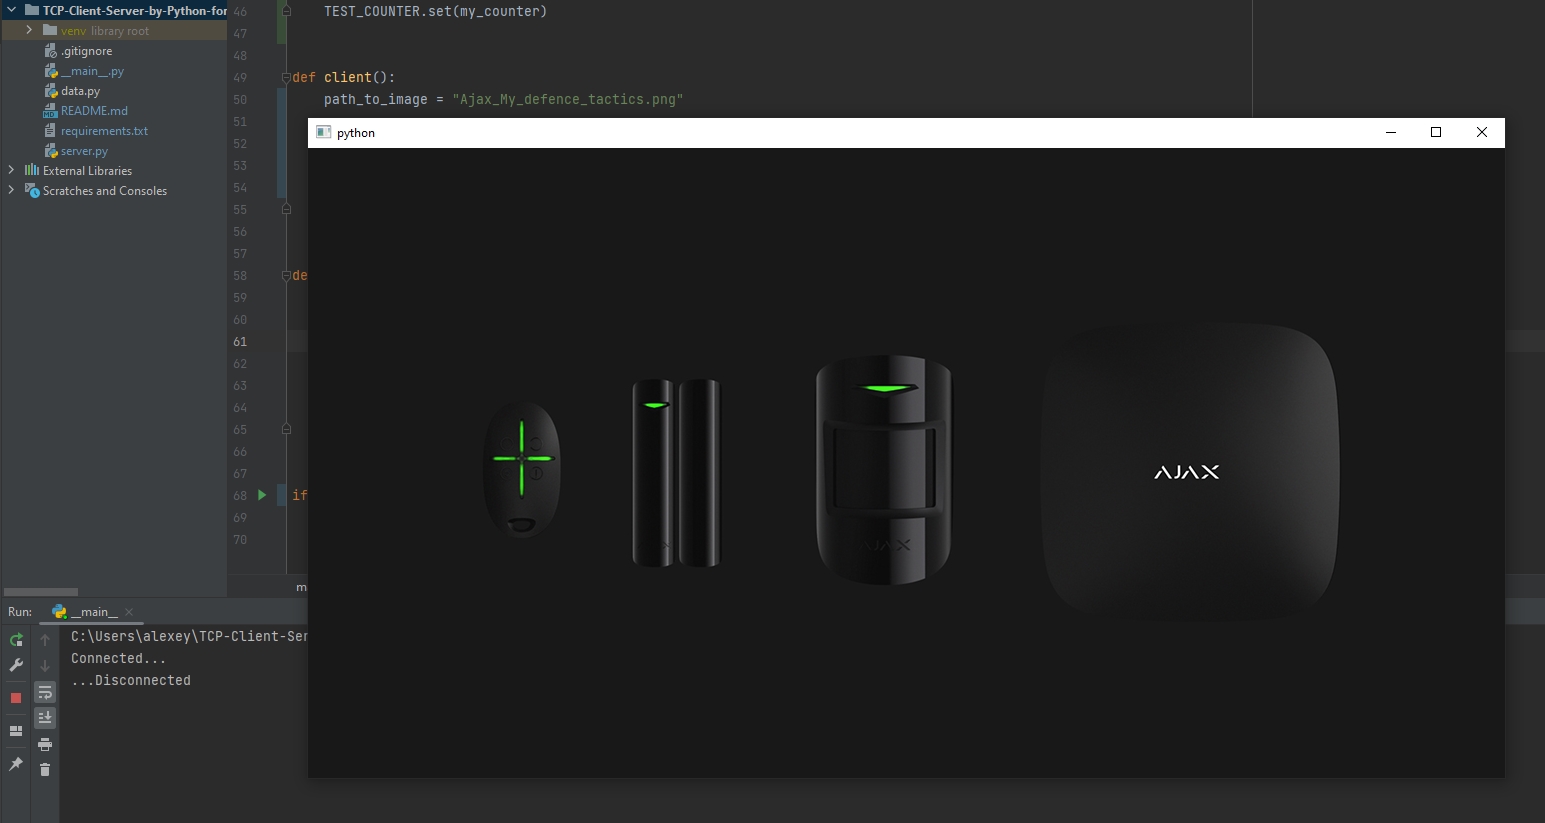 TCP-Client-Server-by-Python-for
venv library root
.gitignore
__main__.py
data.py
README.md
requirements.txt
server.py
External Libraries
Scratches and Consoles
46 TEST_COUNTER.set(my_counter)
47
48
49 def client():
50 path_to_image = "Ajax_My_defence_tactics.png"
51
52
53
54
55
56
57
58 de
59
60
61
62
63
64
65
66
67
68 if
69
70
m
python
AJAX
AJAX
Run: __main__
C:\Users\alexey\TCP-Client-Ser
Connected...
...Disconnected